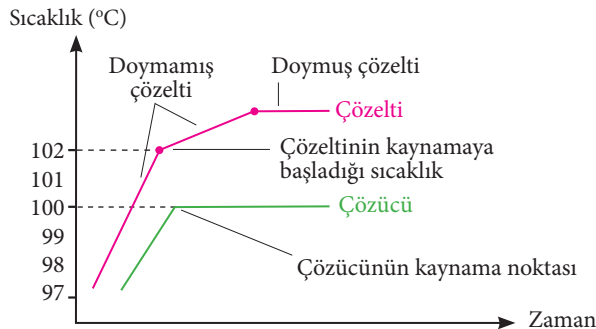 Sıcaklık (°C)
Doymamış
çözelti
Doymuş çözelti
Çözelti
102
Çözeltinin kaynamaya
başladığı sıcaklık
101
100
Çözücü
99
98
Çözücünün kaynama noktası
97
Zaman